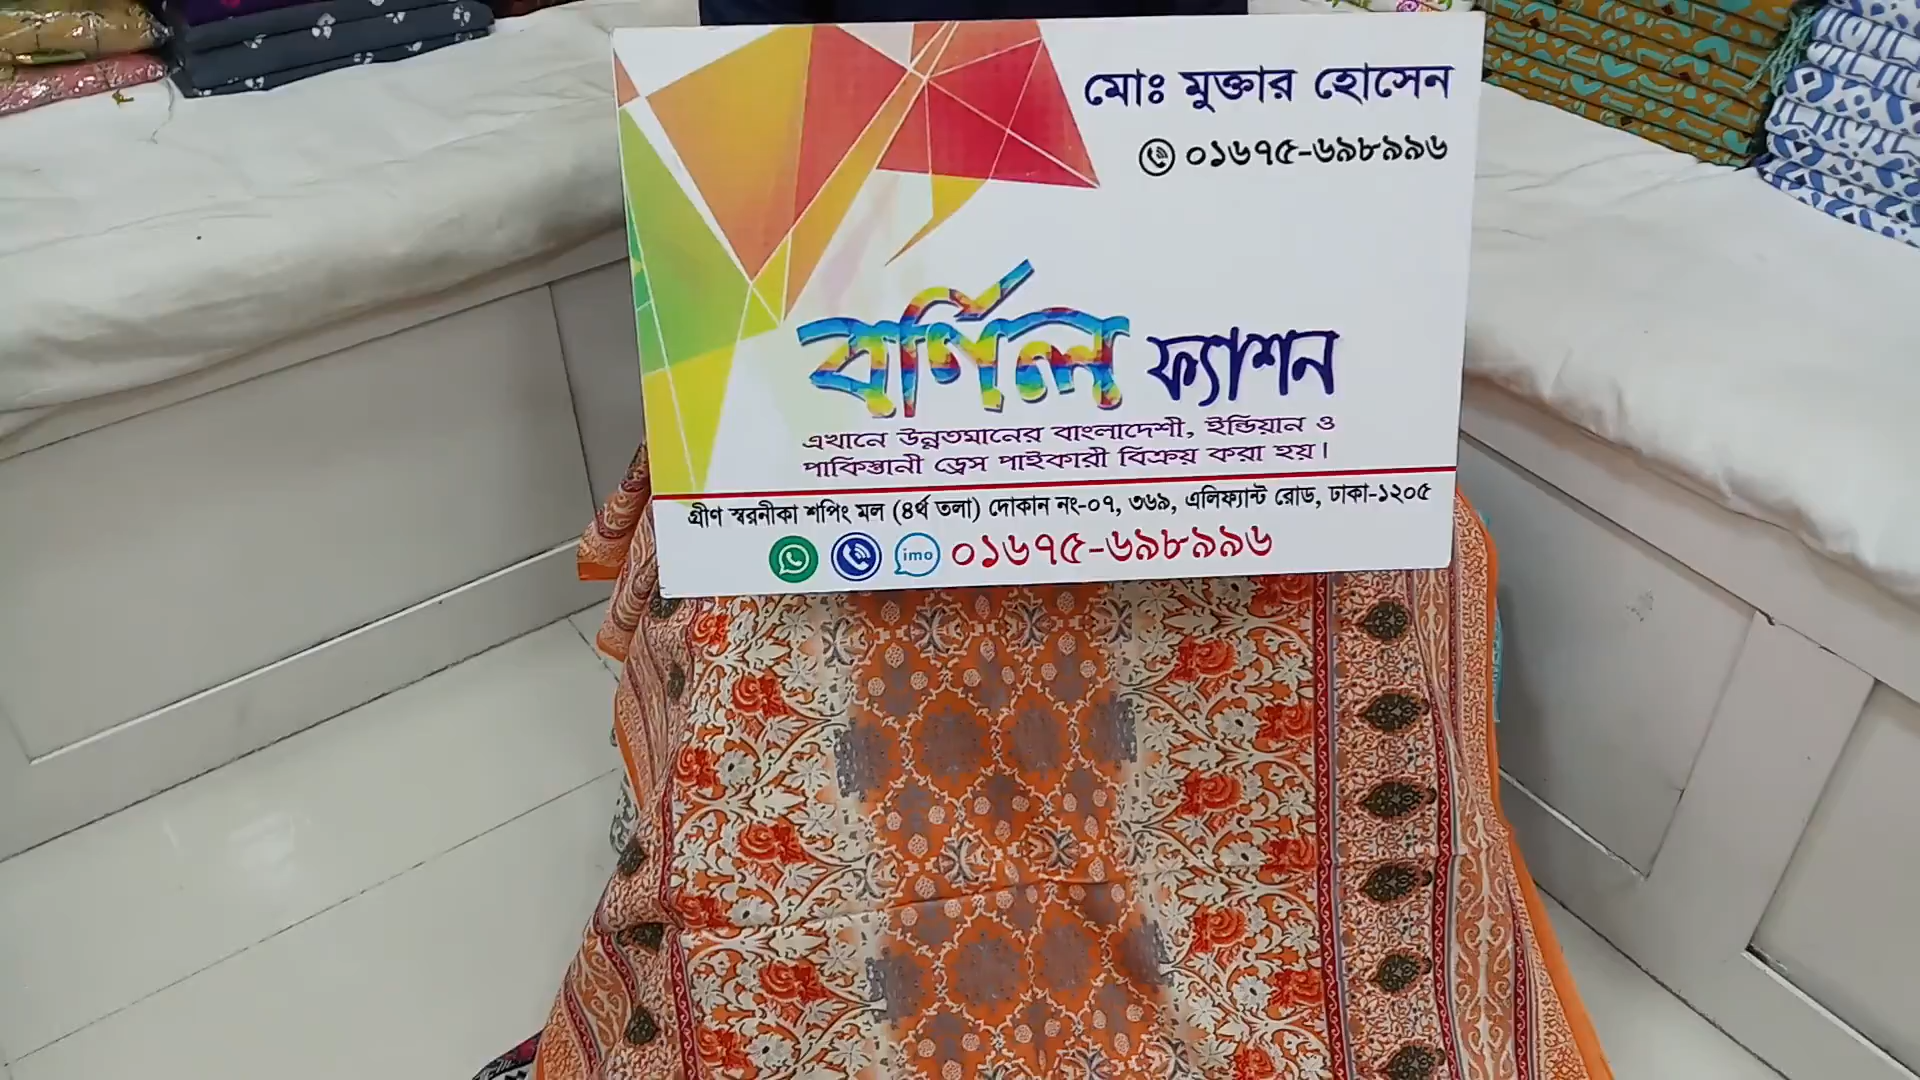 মোঃ মুক্তার হোসেন
০১৬৭৫-৬৯৮৯৯৬
বর্ণিল ফ্যাশন
এখানে উন্নতমানের বাংলাদেশী, ইন্ডিয়ান ও
পাকিস্তানী ড্রেস পাইকারী বিক্রয় করা হয়।
গ্রীণ স্বরনীকা শপিং মল (৪র্থ তলা) দোকান নং-০৭, ৩৬৯, এলিফ্যান্ট রোড, ঢাকা-১২০৫
imo ০১৬৭৫-৬৯৮৯৯৬